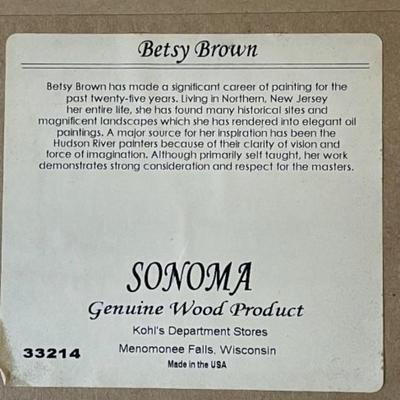 Betsy Brown
Betsy Brown has made a significant career of painting for the
past twenty-five years. Living in Northern, New Jersey
her entire life, she has found many historical sites and
magnificent landscapes which she has rendered into elegant oil
paintings. A major source for her inspiration has been the
Hudson River painters because of their clarity of vision and
force of imagination. Although primarily self taught, her work
demonstrates strong consideration and respect for the masters.
SONOMA
Genuine Wood Product
Kohl's Department Stores
33214 Menomonee Falls, Wisconsin
Made in the USA